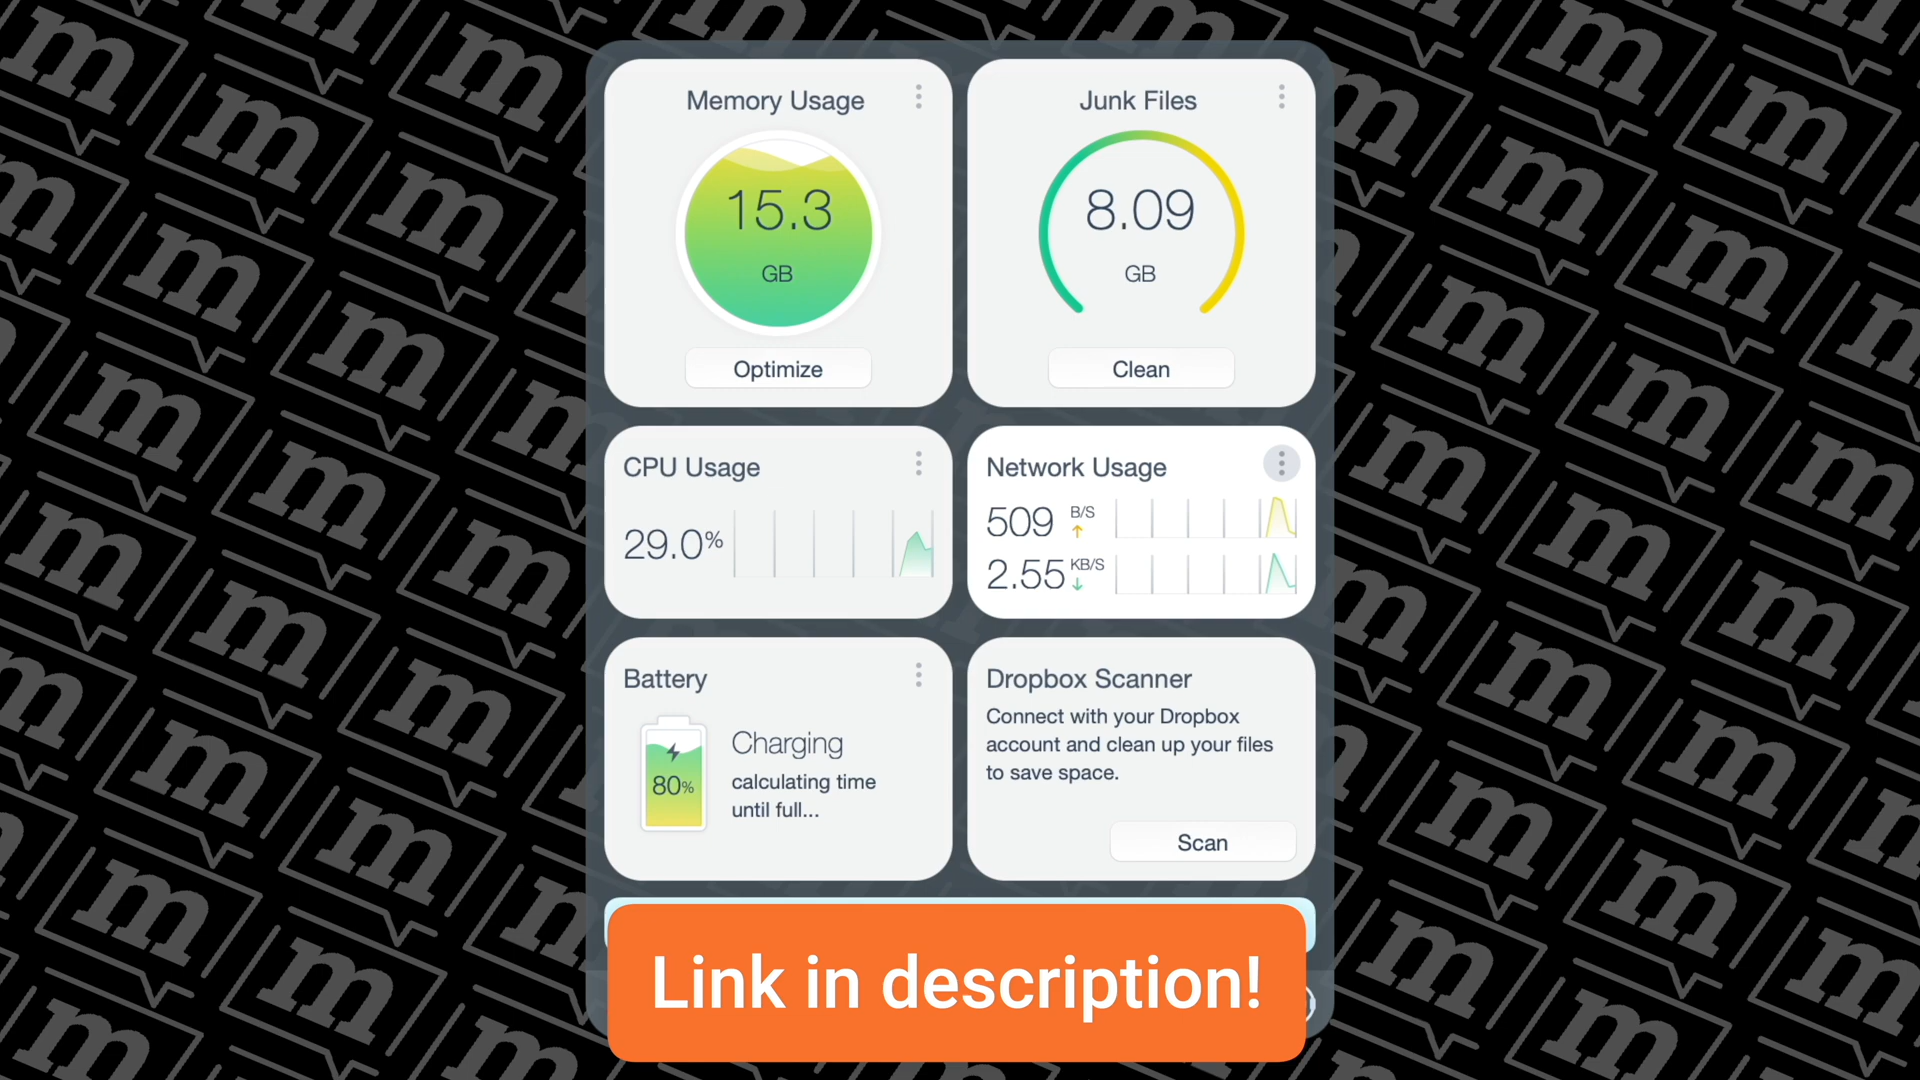 Memory Usage
15.3
GB
Optimize
Junk Files
8.09
GB
Clean
CPU Usage
29.0%
Network Usage
509 B/S ↑
2.55 KB/S ↓
Battery
80%
Charging
calculating time
until full...
Dropbox Scanner
Connect with your Dropbox
account and clean up your files
to save space.
Scan
Link in description!
m